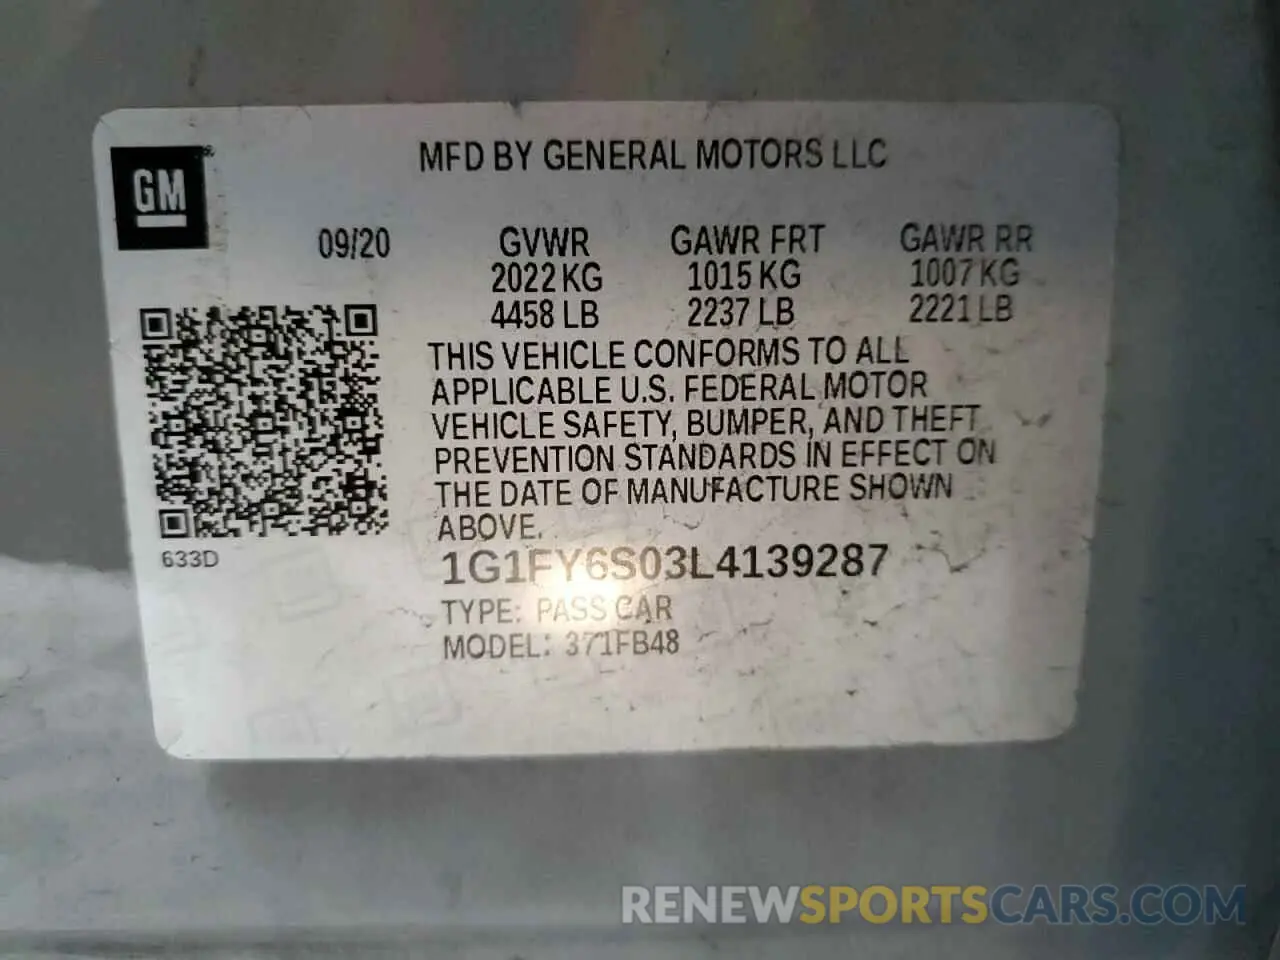 MFD BY GENERAL MOTORS LLC
GM
09/20 GVWR GAWR FRT GAWR RR
2022 KG 1015 KG 1007 KG
4458 LB 2237 LB 2221 LB
THIS VEHICLE CONFORMS TO ALL
APPLICABLE U.S. FEDERAL MOTOR
VEHICLE SAFETY, BUMPER, AND THEFT
PREVENTION STANDARDS IN EFFECT ON
THE DATE OF MANUFACTURE SHOWN
ABOVE.
633D
1G1FY6S03L4139287
TYPE: PASS CAR
MODEL: 371FB48
RENEWSPORTSCARS.COM